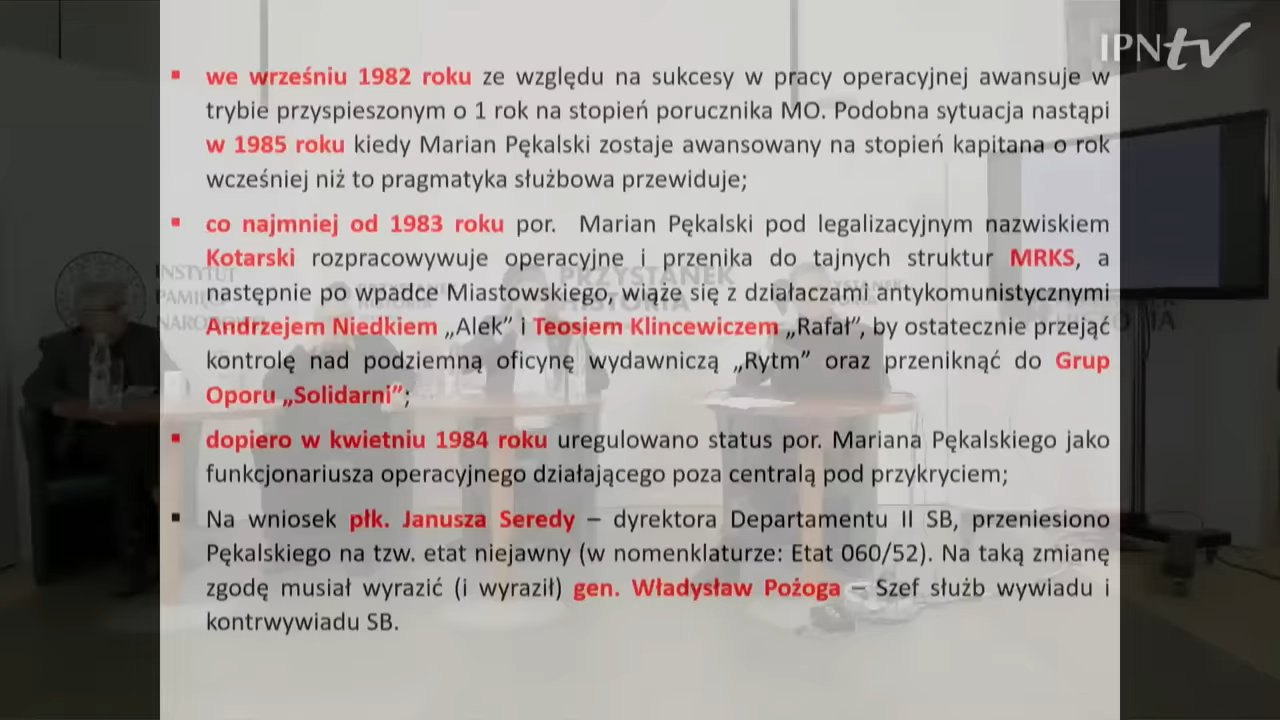 IPNtv
▪ we wrześniu 1982 roku ze względu na sukcesy w pracy operacyjnej awansuje w
trybie przyspieszonym o 1 rok na stopień porucznika MO. Podobna sytuacja nastąpi
w 1985 roku kiedy Marian Pękalski zostaje awansowany na stopień kapitana o rok
wcześniej niż to pragmatyka służbowa przewiduje;
▪ co najmniej od 1983 roku por. Marian Pękalski pod legalizacyjnym nazwiskiem
Kotarski rozpracowywuje operacyjne i przenika do tajnych struktur MRKS, a
następnie po wpadce Miastowskiego, wiąże się z działaczami antykomunistycznymi
Andrzejem Niedkiem „Alek” i Teosiem Klincewiczem „Rafał”, by ostatecznie przejąć
kontrolę nad podziemną oficynę wydawniczą „Rytm” oraz przeniknąć do Grup
Oporu „Solidarni”;
▪ dopiero w kwietniu 1984 roku uregulowano status por. Mariana Pękalskiego jako
funkcjonariusza operacyjnego działającego poza centralą pod przykryciem;
▪ Na wniosek płk. Janusza Seredy – dyrektora Departamentu II SB, przeniesiono
Pękalskiego na tzw. etat niejawny (w nomenklaturze: Etat 060/52). Na taką zmianę
zgodę musiał wyrazić (i wyraził) gen. Władysław Pożoga – Szef służb wywiadu i
kontrwywiadu SB.
INSTYTUT
PAMIĘCI
NARODOWEJ
PRZYSTANEK
HISTORIA